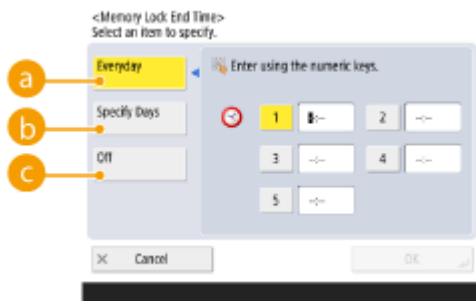 <Memory Lock End Time>
Select an item to specify.
a
Everyday
Enter using the numeric keys.
b
Specify Days
1 -:-- 2 --:--
c
Off
3 --:-- 4 --:--
5 --:--
× Cancel
OK